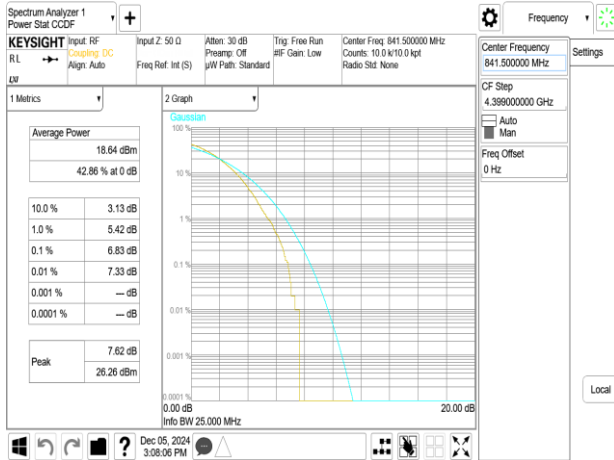 Spectrum Analyzer 1
Power Stat CCDF
+
Frequency
KEYSIGHT
RL
LXI
Input: RF
Coupling: DC
Align: Auto
Input Z: 50 Ω
Freq Ref: Int (S)
Atten: 30 dB
Preamp: Off
µW Path: Standard
Trig: Free Run
#IF Gain: Low
Center Freq: 841.500000 MHz
Counts: 10.0 k/10.0 kpt
Radio Std: None
Center Frequency
841.500000 MHz
Settings
CF Step
4.399000000 GHz
Auto
Man
Freq Offset
0 Hz
Local
1 Metrics
Average Power
18.64 dBm
42.86 % at 0 dB
10.0 % 3.13 dB
1.0 % 5.42 dB
0.1 % 6.83 dB
0.01 % 7.33 dB
0.001 % --- dB
0.0001 % --- dB
Peak
7.62 dB
26.26 dBm
2 Graph
Gaussian
100 %
10 %
1 %
0.1 %
0.01 %
0.001 %
0.0001 %
0.00 dB 20.00 dB
Info BW 25.000 MHz
?
Dec 05, 2024
3:08:06 PM